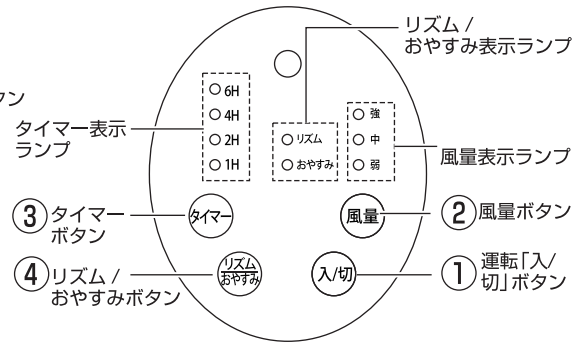 リズム /
おやすみ表示ランプ
タン
タイマー表示
ランプ
6H
4H
2H
1H
リズム
おやすみ
強
中
弱
風量表示ランプ
③タイマー
ボタン
タイマー
風量
②風量ボタン
④リズム /
おやすみボタン
リズム
おやすみ
入/切
①運転「入/
切」ボタン